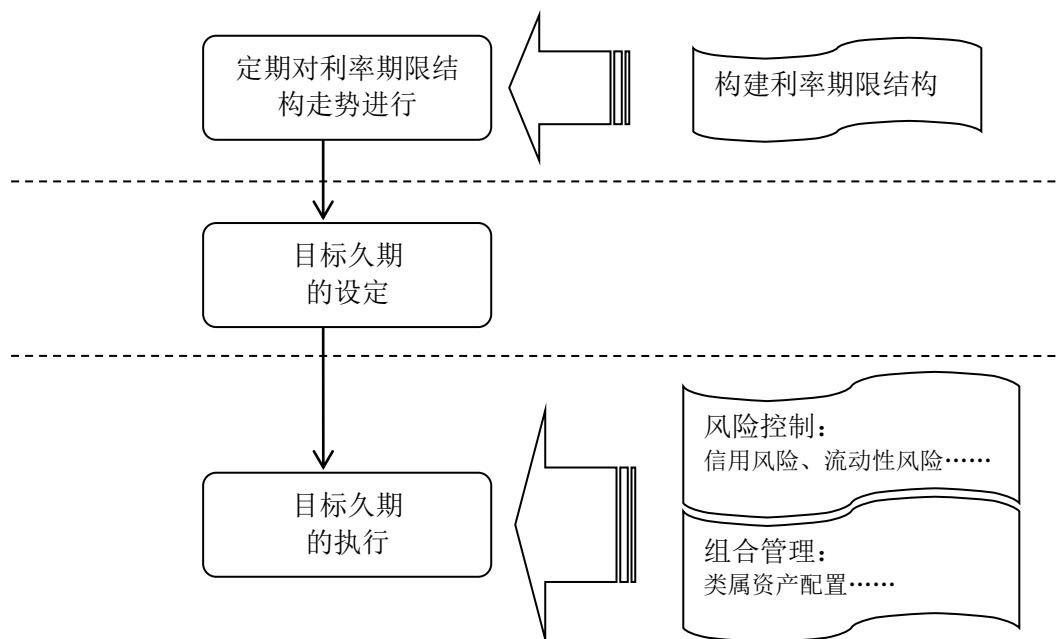 定期对利率期限结
构走势进行
构建利率期限结构
目标久期
的设定
风险控制：
信用风险、流动性风险……
目标久期
的执行
组合管理：
类属资产配置……